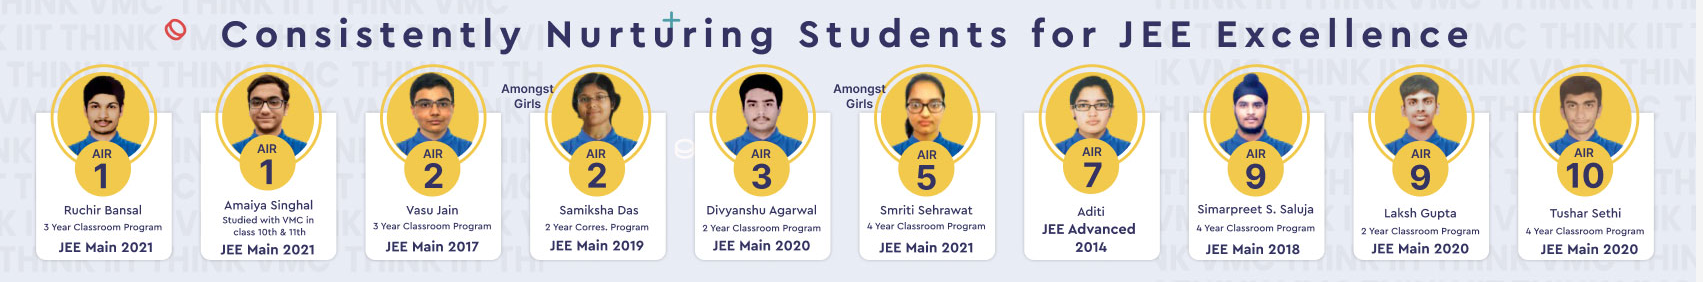 Consistently Nurturing Students for JEE Excellence
AIR
1
Ruchir Bansal
3 Year Classroom Program
JEE Main 2021
AIR
1
Amaiya Singhal
Studied with VMC in
class 10th & 11th
JEE Main 2021
AIR
2
Vasu Jain
3 Year Classroom Program
JEE Main 2017
Amongst
Girls
AIR
2
Samiksha Das
2 Year Corres. Program
JEE Main 2019
AIR
3
Divyanshu Agarwal
2 Year Classroom Program
JEE Main 2020
Amongst
Girls
AIR
5
Smriti Sehrawat
4 Year Classroom Program
JEE Main 2021
AIR
7
Aditi
JEE Advanced
2014
AIR
9
Simarpreet S. Saluja
4 Year Classroom Program
JEE Main 2018
AIR
9
Laksh Gupta
2 Year Classroom Program
JEE Main 2020
AIR
10
Tushar Sethi
4 Year Classroom Program
JEE Main 2020